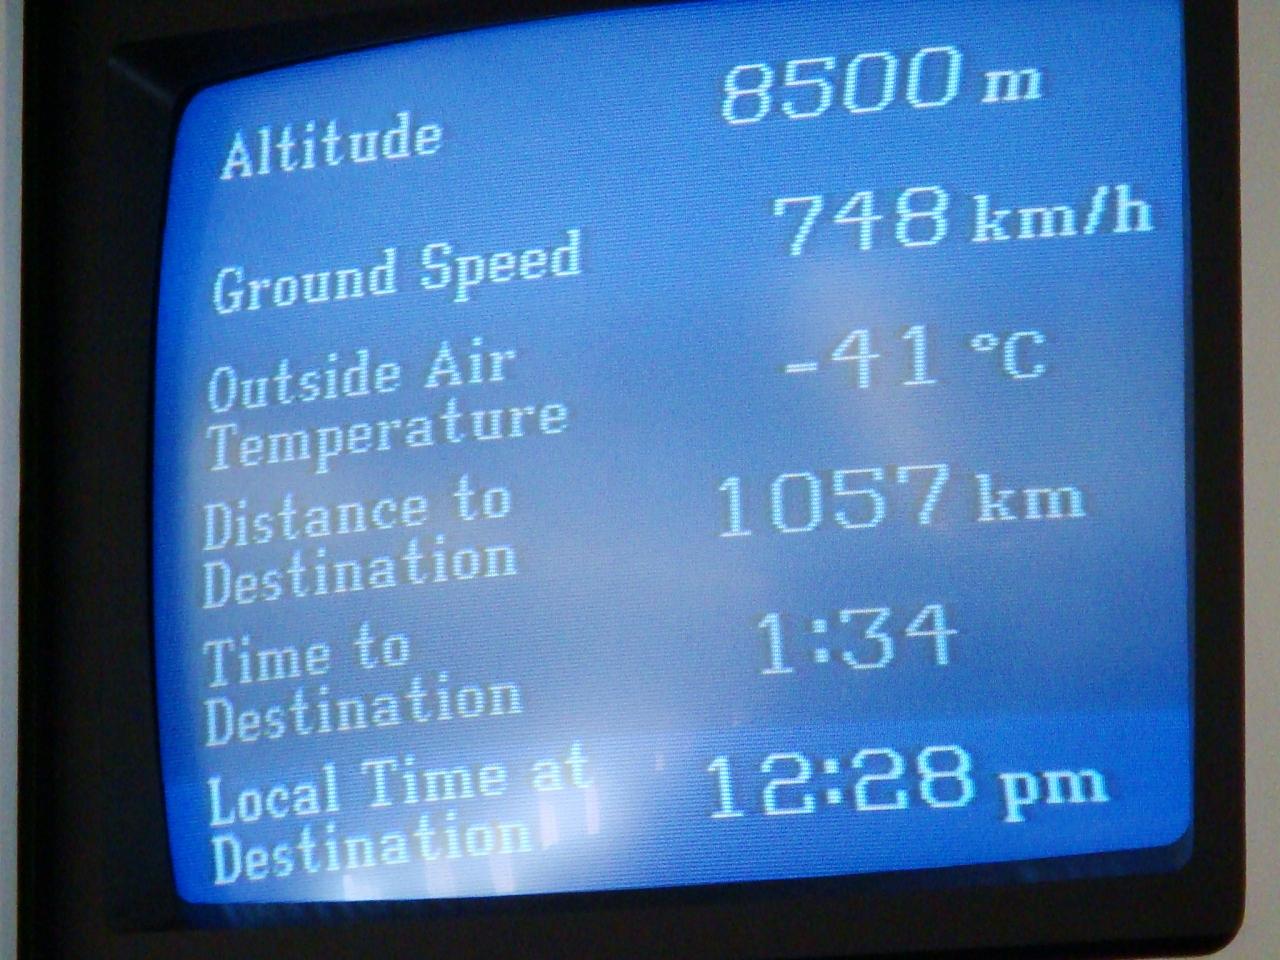 Altitude 8500 m
Ground Speed 748 km/h
Outside Air -41 °C
Temperature
Distance to 1057 km
Destination
Time to 1:34
Destination
Local Time at 12:28 pm
Destination